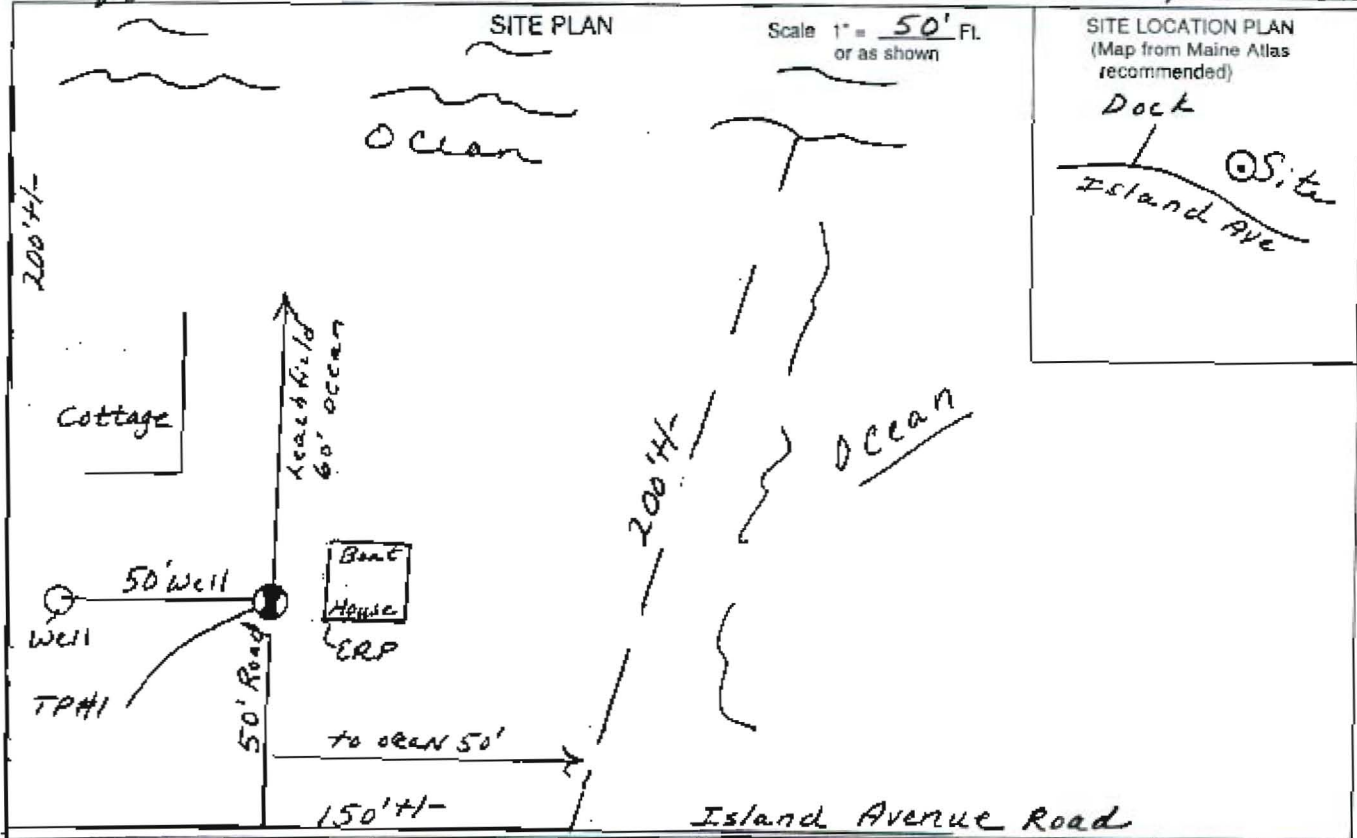 SITE PLAN
Scale 1" = 50' Ft.
or as shown
SITE LOCATION PLAN
(Map from Maine Atlas
recommended)
Dock
Site
Island Ave
Ocean
200'+/-
Cottage
Leach field
60' ocean
200'+/-
Ocean
50' Well
Well
Boat
House
ERP
TP#1
50' Road
to ocean 50'
150'+/-
Island Avenue Road